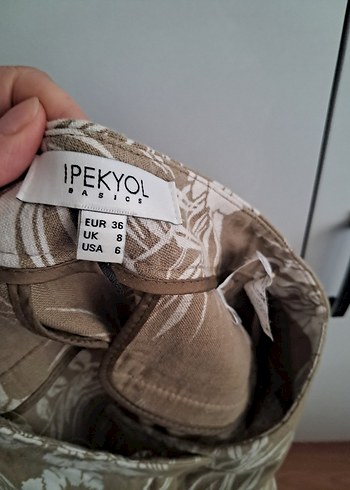 IPEKYOL
BASICS
EUR 36
UK 8
USA 6